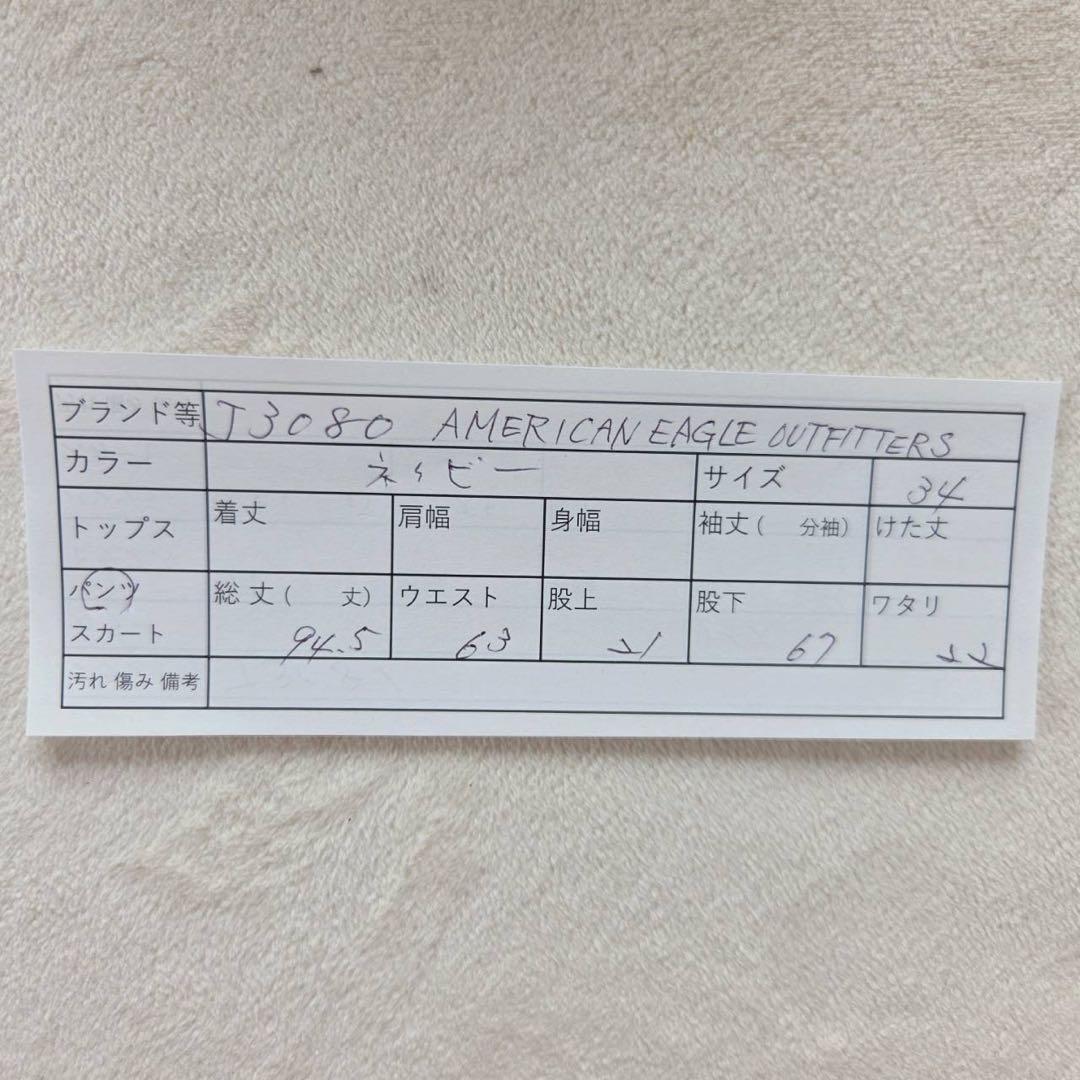 ブランド等 J3080 AMERICAN EAGLE OUTFITTERS
カラー ネイビー サイズ 34
トップス 着丈 肩幅 身幅 袖丈( 分袖) けた丈
パンツ 総丈( 丈) ウエスト 股上 股下 ワタリ
スカート 94.5 63 21 67 22
汚れ 傷み 備考